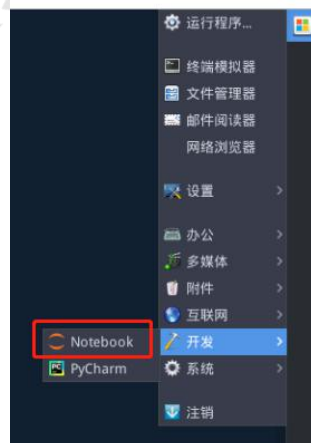 运行程序...
终端模拟器
文件管理器
邮件阅读器
网络浏览器
设置
办公
多媒体
附件
互联网
Notebook
开发
PyCharm
系统
注销